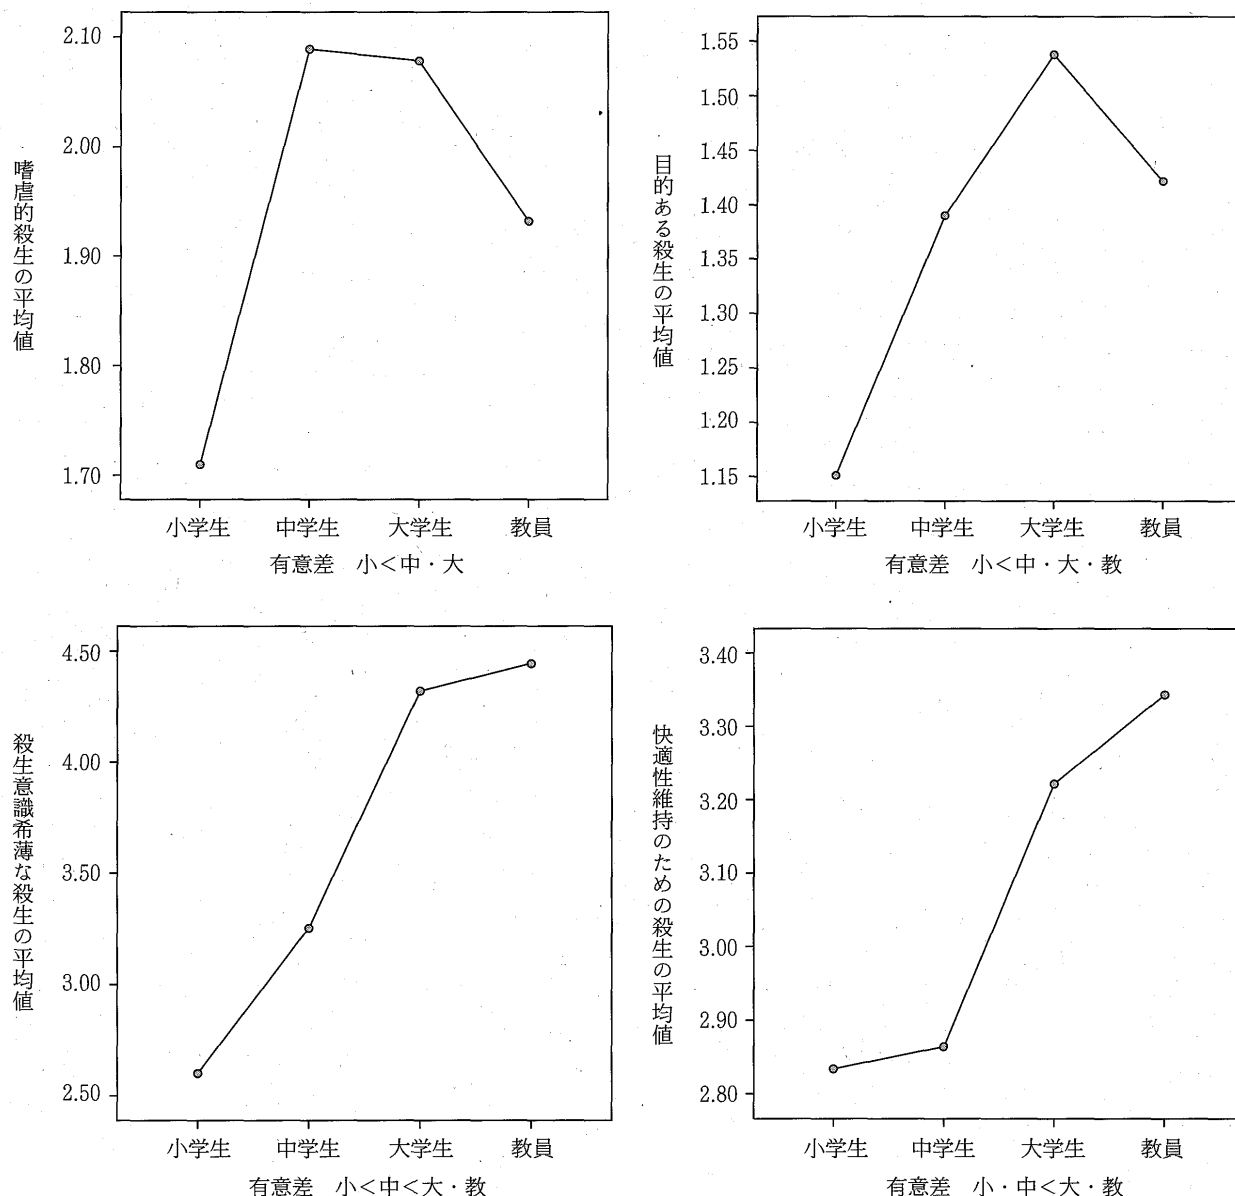 嗜虐的殺生の平均値
2.10
2.00
1.90
1.80
1.70
小学生 中学生 大学生 教員
有意差 小<中・大
目的ある殺生の平均値
1.55
1.50
1.45
1.40
1.35
1.30
1.25
1.20
1.15
小学生 中学生 大学生 教員
有意差 小<中・大・教
殺生意識希薄な殺生の平均値
4.50
4.00
3.50
3.00
2.50
小学生 中学生 大学生 教員
有意差 小<中<大・教
快適性維持のための殺生の平均値
3.40
3.30
3.20
3.10
3.00
2.90
2.80
小学生 中学生 大学生 教員
有意差 小・中<大・教